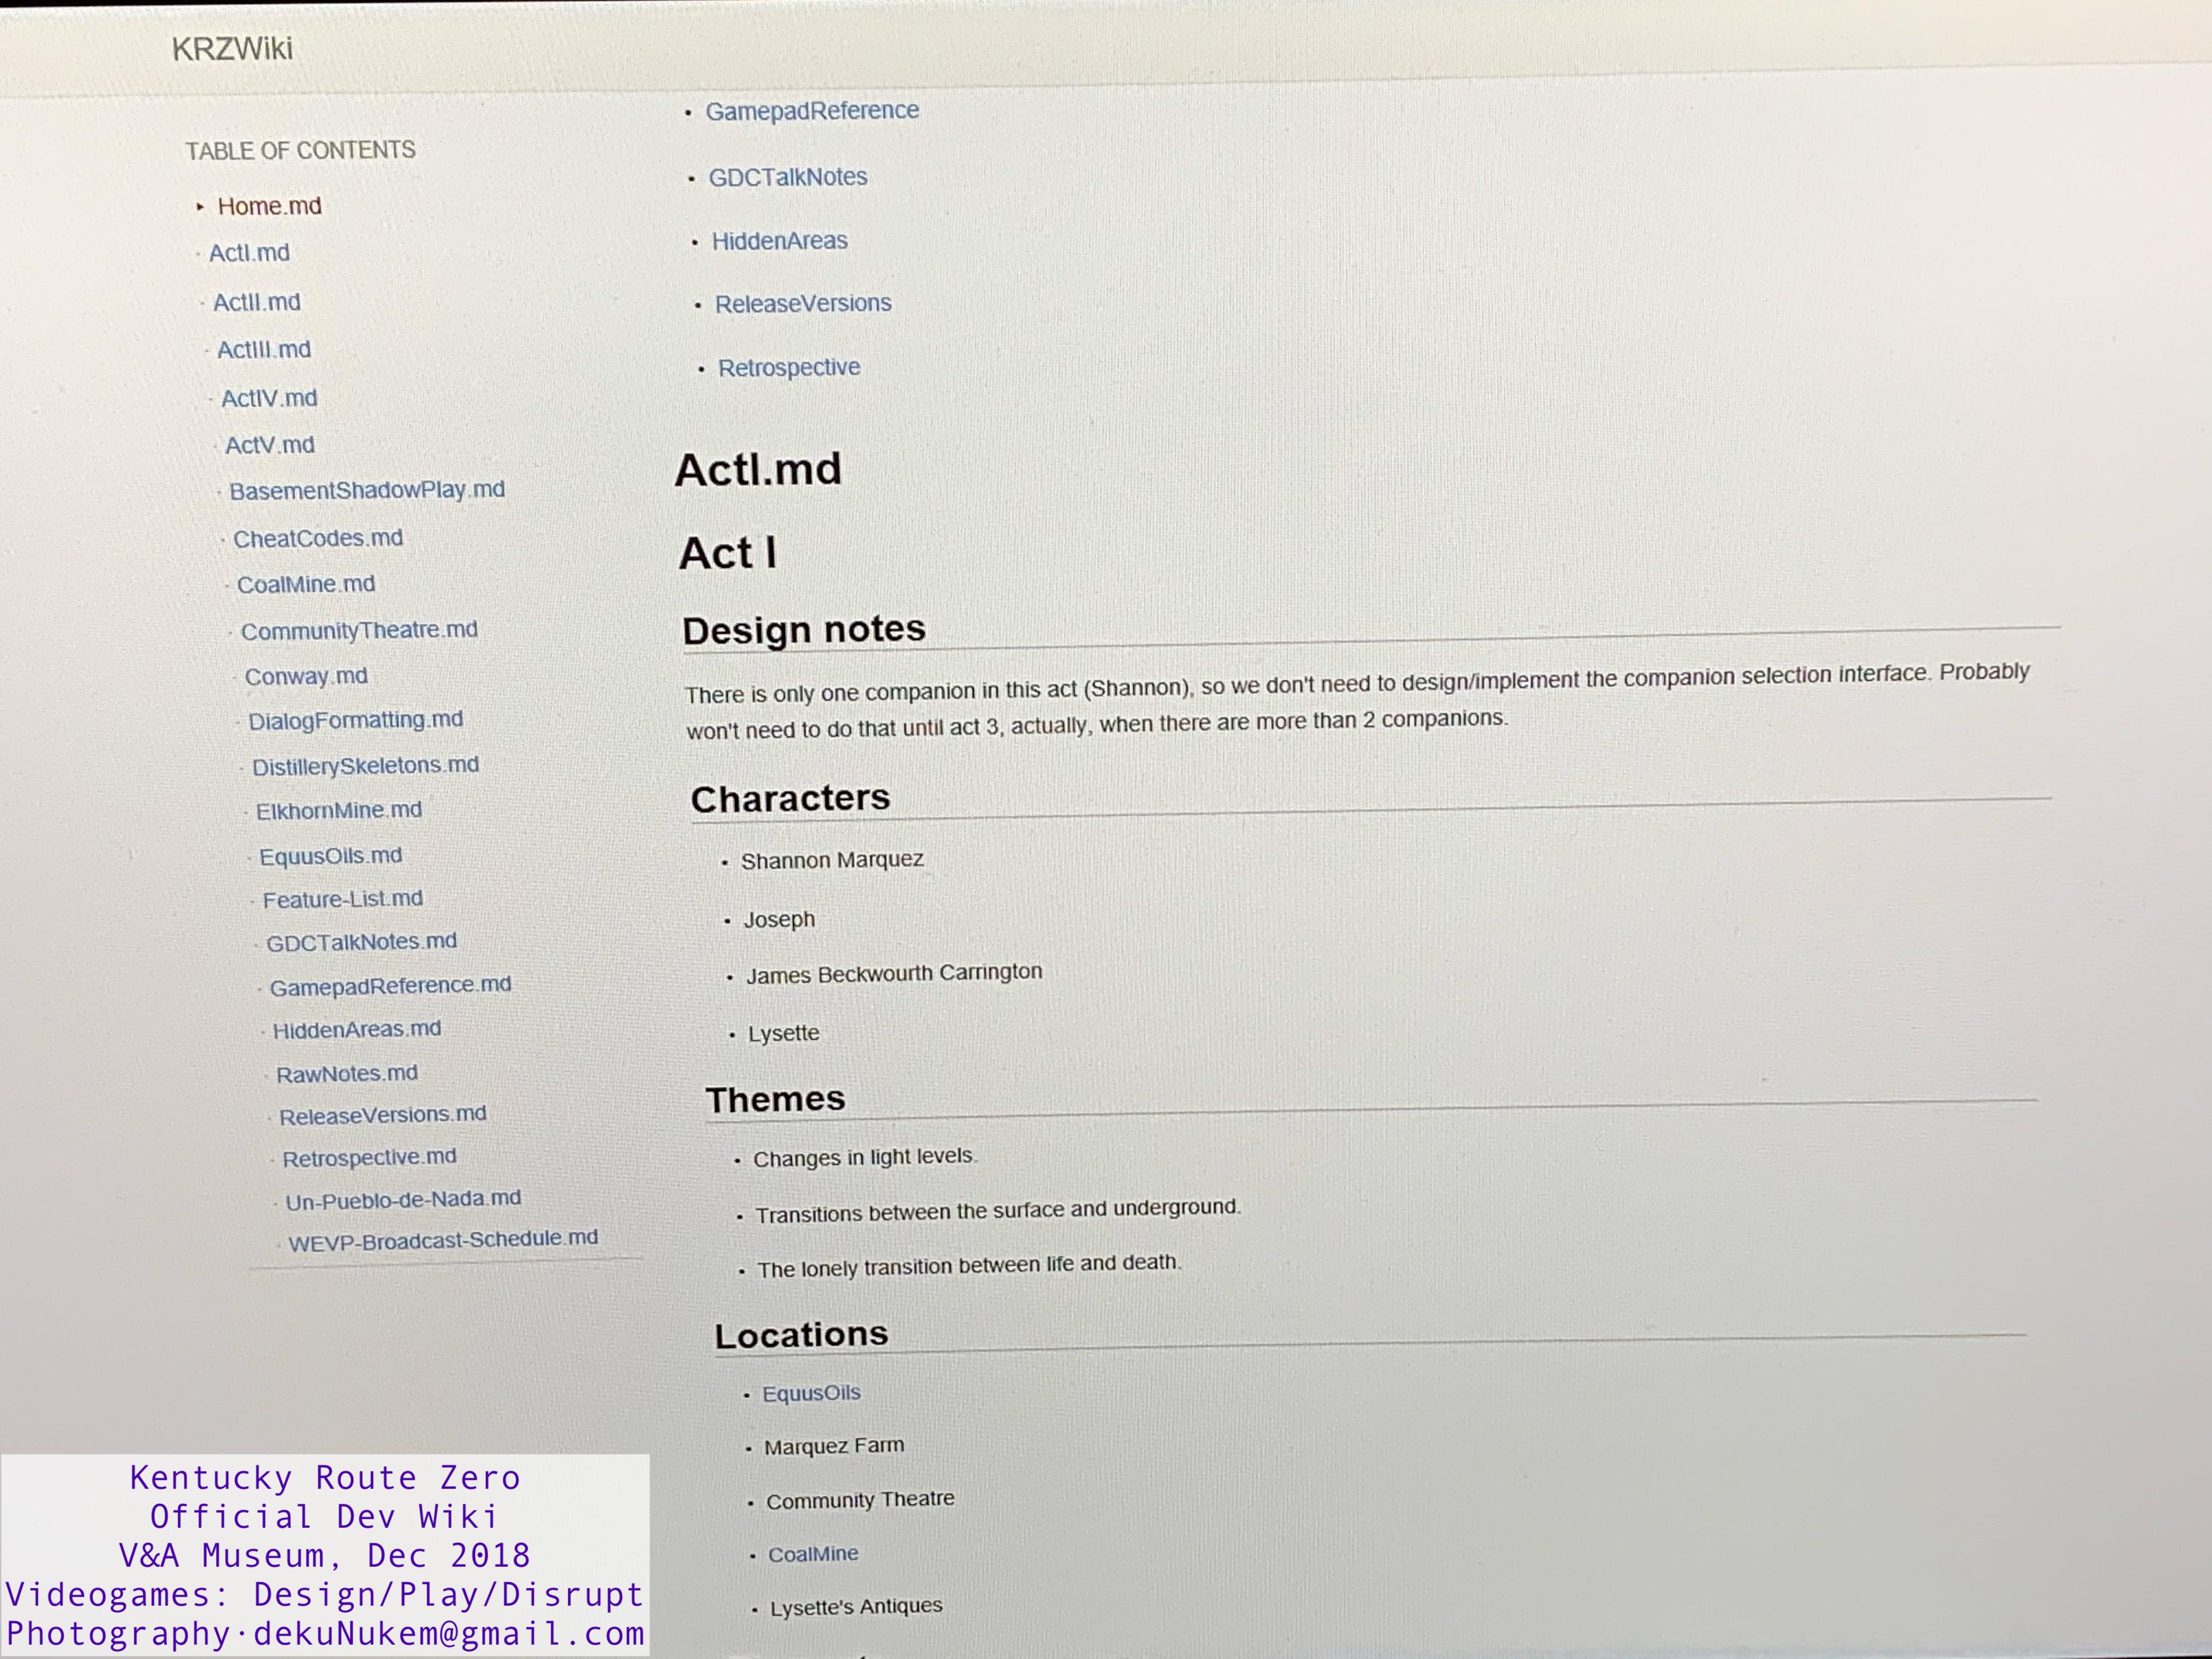 KRZWiki
TABLE OF CONTENTS
Home.md
ActI.md
ActII.md
ActIII.md
ActIV.md
ActV.md
BasementShadowPlay.md
CheatCodes.md
CoalMine.md
CommunityTheatre.md
Conway.md
DialogFormatting.md
DistillerySkeletons.md
ElkhornMine.md
EquusOils.md
Feature-List.md
GDCTalkNotes.md
GamepadReference.md
HiddenAreas.md
RawNotes.md
ReleaseVersions.md
Retrospective.md
Un-Pueblo-de-Nada.md
WEVP-Broadcast-Schedule.md
GamepadReference
GDCTalkNotes
HiddenAreas
ReleaseVersions
Retrospective
ActI.md
Act I
Design notes
There is only one companion in this act (Shannon), so we don't need to design/implement the companion selection interface. Probably
won't need to do that until act 3, actually, when there are more than 2 companions.
Characters
Shannon Marquez
Joseph
James Beckwourth Carrington
Lysette
Themes
Changes in light levels.
Transitions between the surface and underground.
The lonely transition between life and death.
Locations
EquusOils
Marquez Farm
Community Theatre
CoalMine
Lysette's Antiques
Kentucky Route Zero
Official Dev Wiki
V&A Museum, Dec 2018
Videogames: Design/Play/Disrupt
Photography·dekuNukem@gmail.com